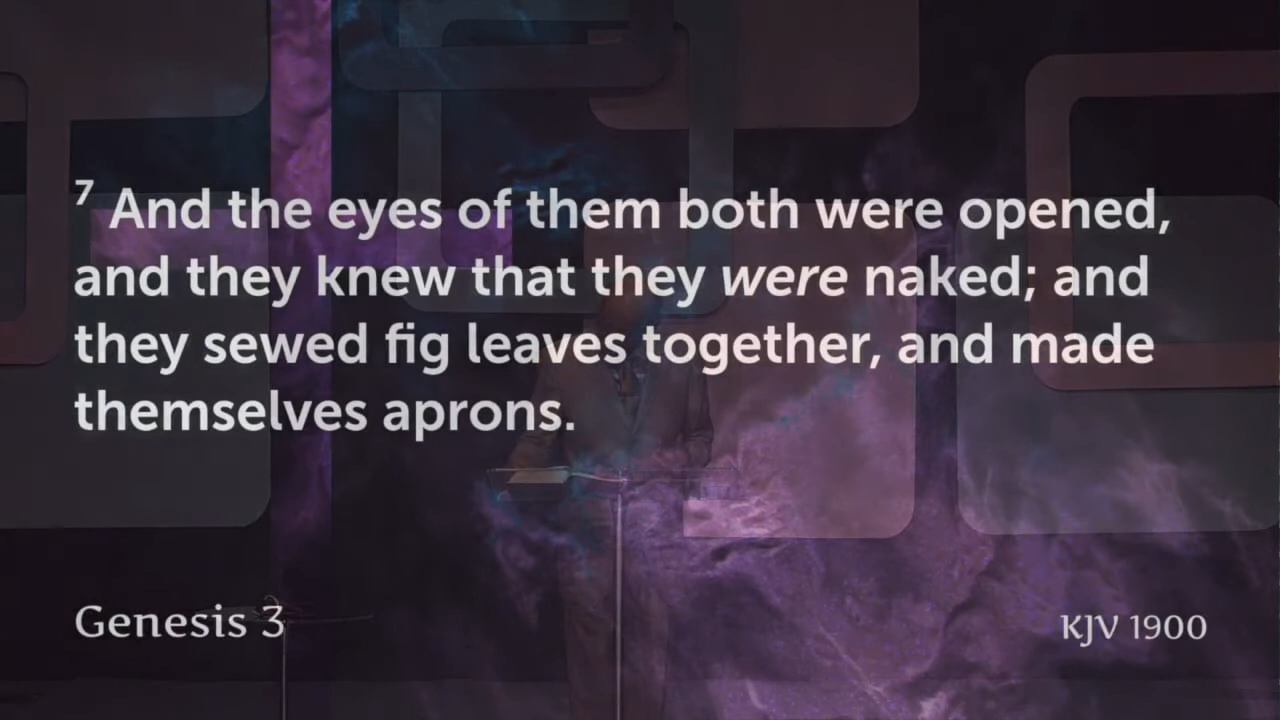 7 And the eyes of them both were opened,
and they knew that they were naked; and
they sewed fig leaves together, and made
themselves aprons.
Genesis 3
KJV 1900